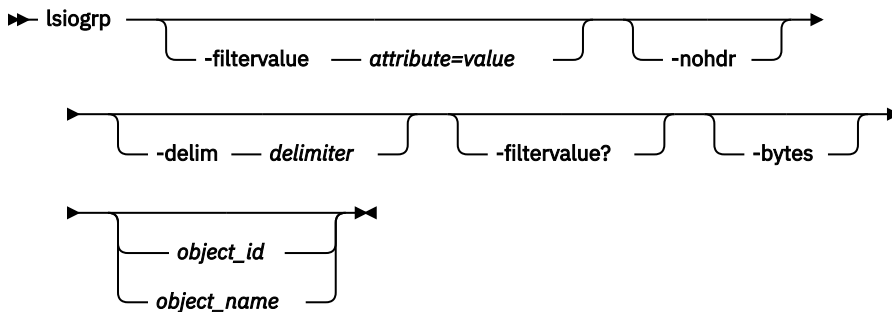 lsiogrp
-filtervalue attribute=value -nohdr
-delim delimiter -filtervalue? -bytes
object_id
object_name